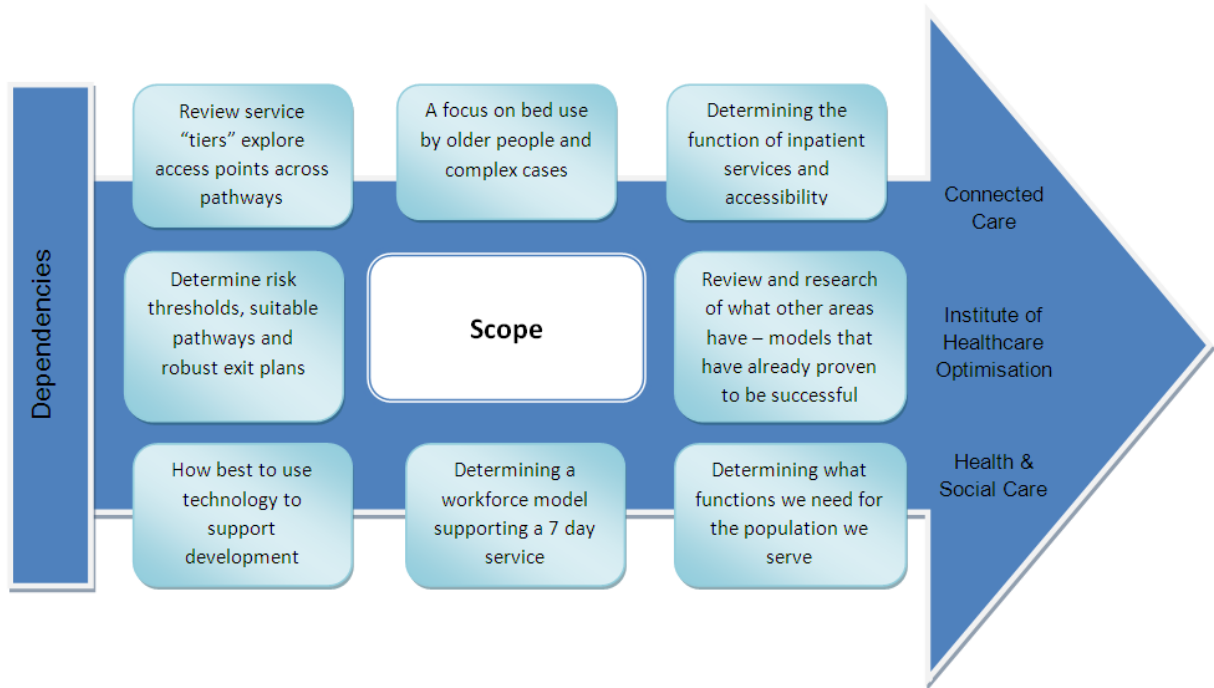 Dependencies
Review service
“tiers” explore
access points across
pathways
A focus on bed use
by older people and
complex cases
Determining the
function of inpatient
services and
accessibility
Connected
Care
Determine risk
thresholds, suitable
pathways and
robust exit plans
Scope
Review and research
of what other areas
have – models that
have already proven
to be successful
Institute of
Healthcare
Optimisation
How best to use
technology to
support
development
Determining a
workforce model
supporting a 7 day
service
Determining what
functions we need for
the population we
serve
Health &
Social Care